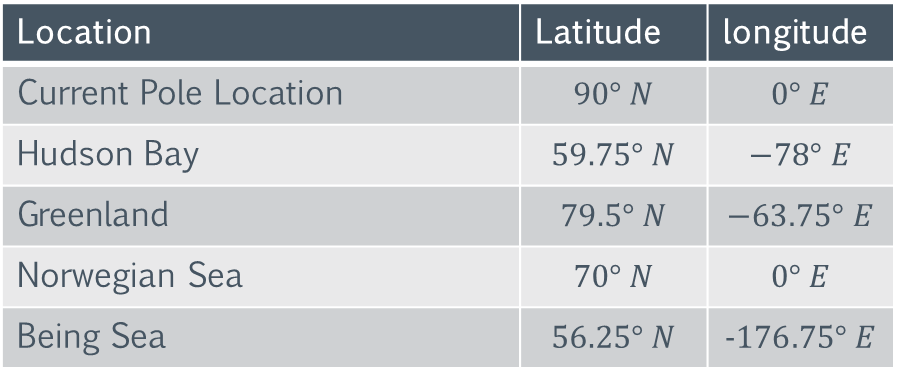 Location Latitude longitude
Current Pole Location 90° N 0° E
Hudson Bay 59.75° N −78° E
Greenland 79.5° N −63.75° E
Norwegian Sea 70° N 0° E
Being Sea 56.25° N -176.75° E